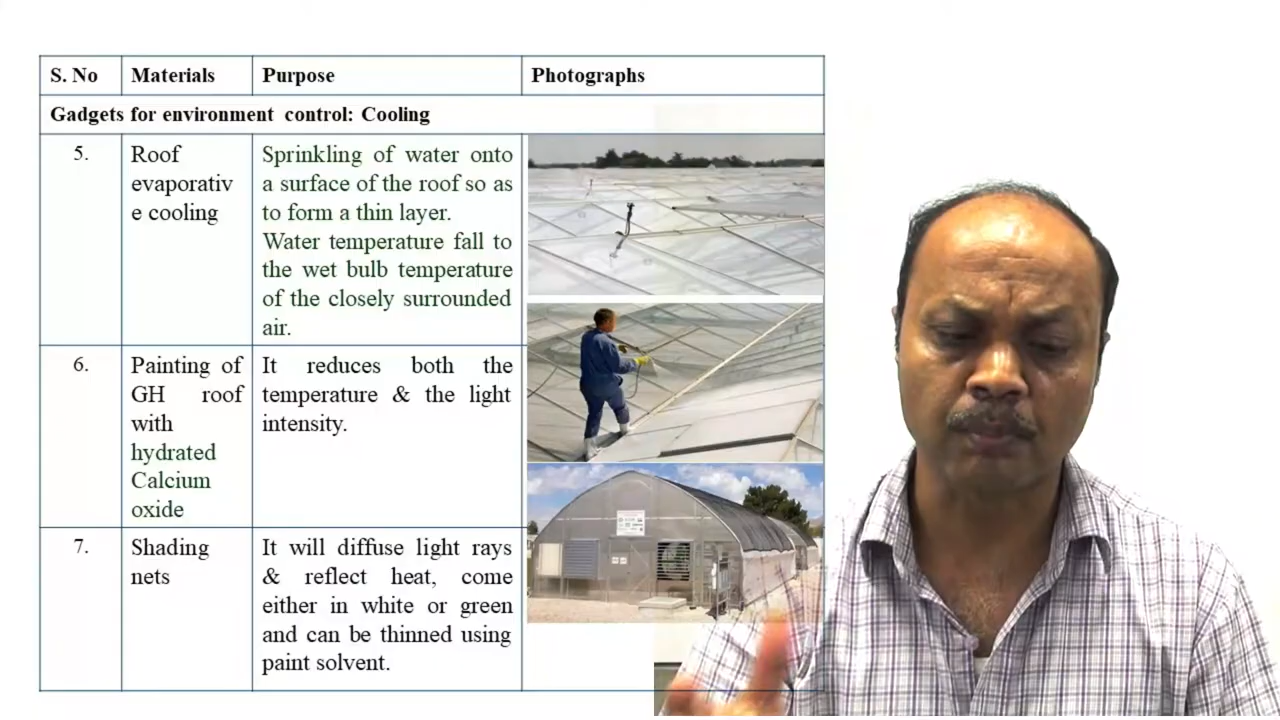 S. No Materials Purpose Photographs
Gadgets for environment control: Cooling
5.
Roof
evaporativ
e cooling
Sprinkling of water onto
a surface of the roof so as
to form a thin layer.
Water temperature fall to
the wet bulb temperature
of the closely surrounded
air.
6.
Painting of
GH roof
with
hydrated
Calcium
oxide
It reduces both the
temperature & the light
intensity.
7.
Shading
nets
It will diffuse light rays
& reflect heat, come
either in white or green
and can be thinned using
paint solvent.